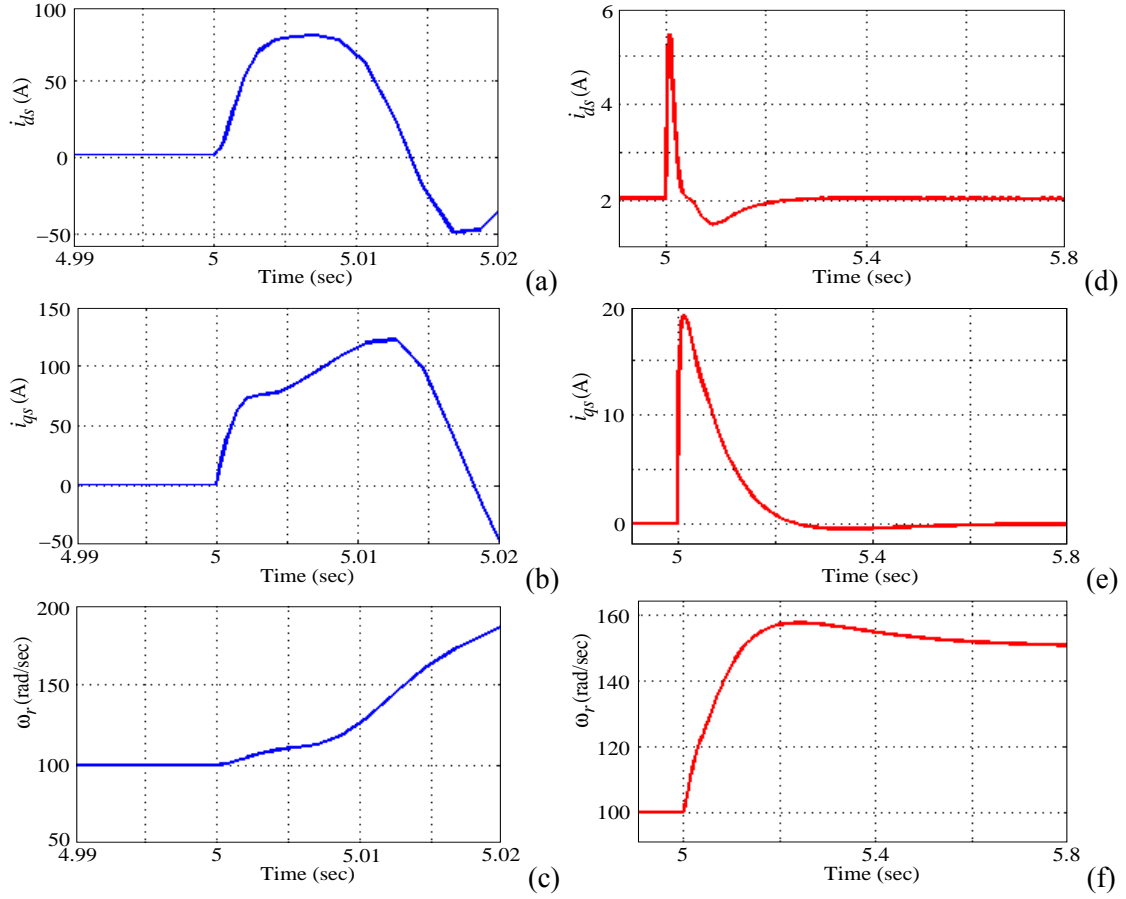 100
50
0
−50
i_ds (A)
4.99
5
5.01
5.02
Time (sec)
(a)
6
4
2
i_ds (A)
5
5.4
5.8
Time (sec)
(d)
150
100
50
0
−50
i_qs (A)
4.99
5
5.01
5.02
Time (sec)
(b)
20
10
0
i_qs (A)
5
5.4
5.8
Time (sec)
(e)
200
150
100
50
ω_r (rad/sec)
4.99
5
5.01
5.02
Time (sec)
(c)
160
140
120
100
ω_r (rad/sec)
5
5.4
5.8
Time (sec)
(f)